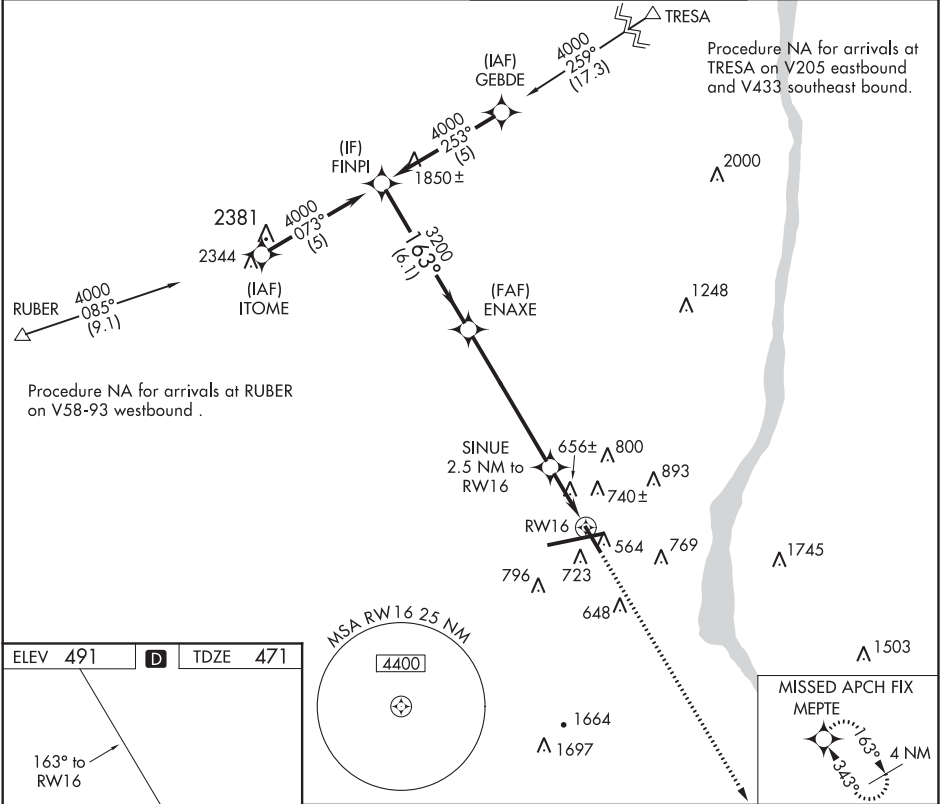 TRESA
Procedure NA for arrivals at
TRESA on V205 eastbound
and V433 southeast bound.
4000
259°
(17.3)
(IAF)
GEBDE
4000
253°
(5)
(IF)
FINPI
1850±
2000
2381
2344
4000
073°
(5)
(IAF)
ITOME
3200
163°
(6.1)
RUBER
4000
085°
(9.1)
(FAF)
ENAXE
1248
Procedure NA for arrivals at RUBER
on V58-93 westbound .
SINUE
2.5 NM to
RW16
656±
800
893
740±
RW16
564
769
1745
796
723
648
1503
MSA RW16 25 NM
4400
ELEV 491
D
TDZE 471
163° to
RW16
1664
1697
MISSED APCH FIX
MEPTE
163°
343°
4 NM